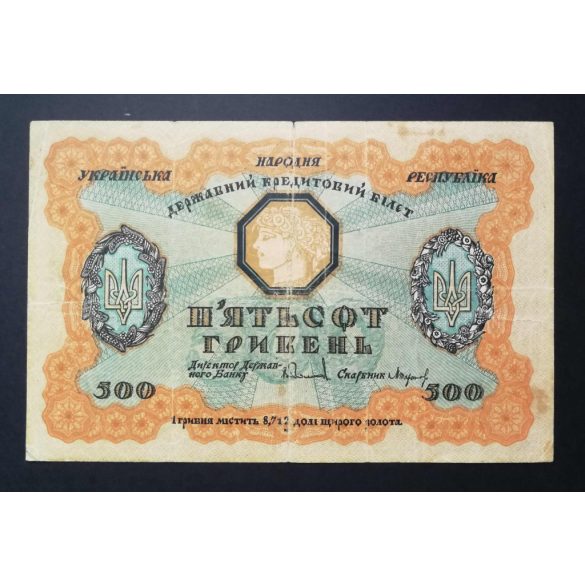 УКРАЇНСЬКА НАРОДНЯ РЕСПУБЛІКА
ДЕРЖАВНИЙ КРЕДИТОВИЙ БІЛЄТ
П'ЯТЬСОТ
ГРИВЕНЬ
Директор Держав-
ного Банку
Скарбник
500 500
1 гривня містить 8,712 долі щирого золота.